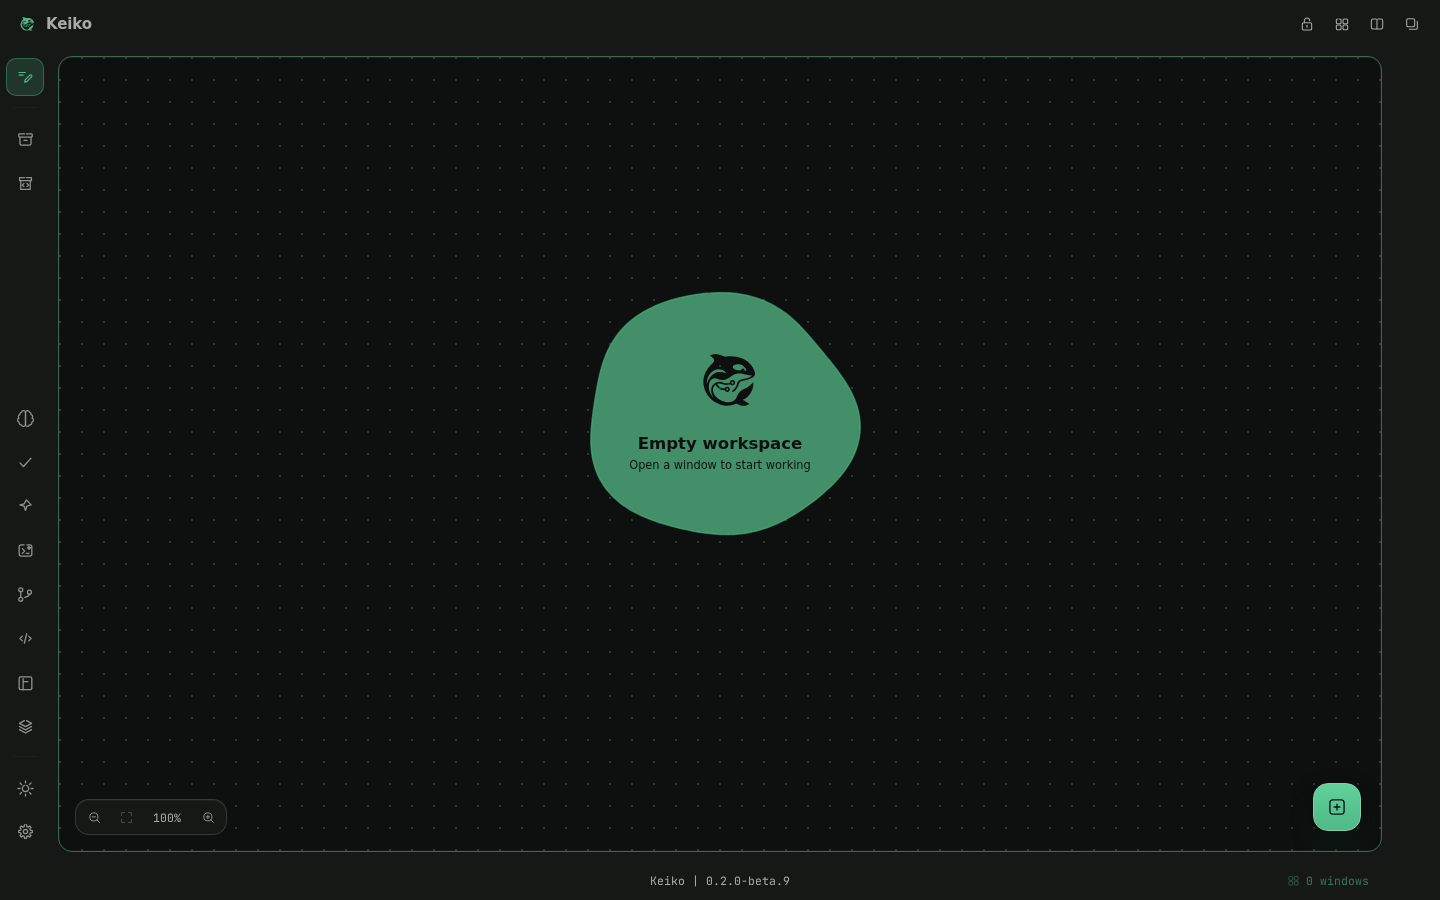 Keiko
Empty workspace
Open a window to start working
100%
Keiko | 0.2.0-beta.9
0 windows